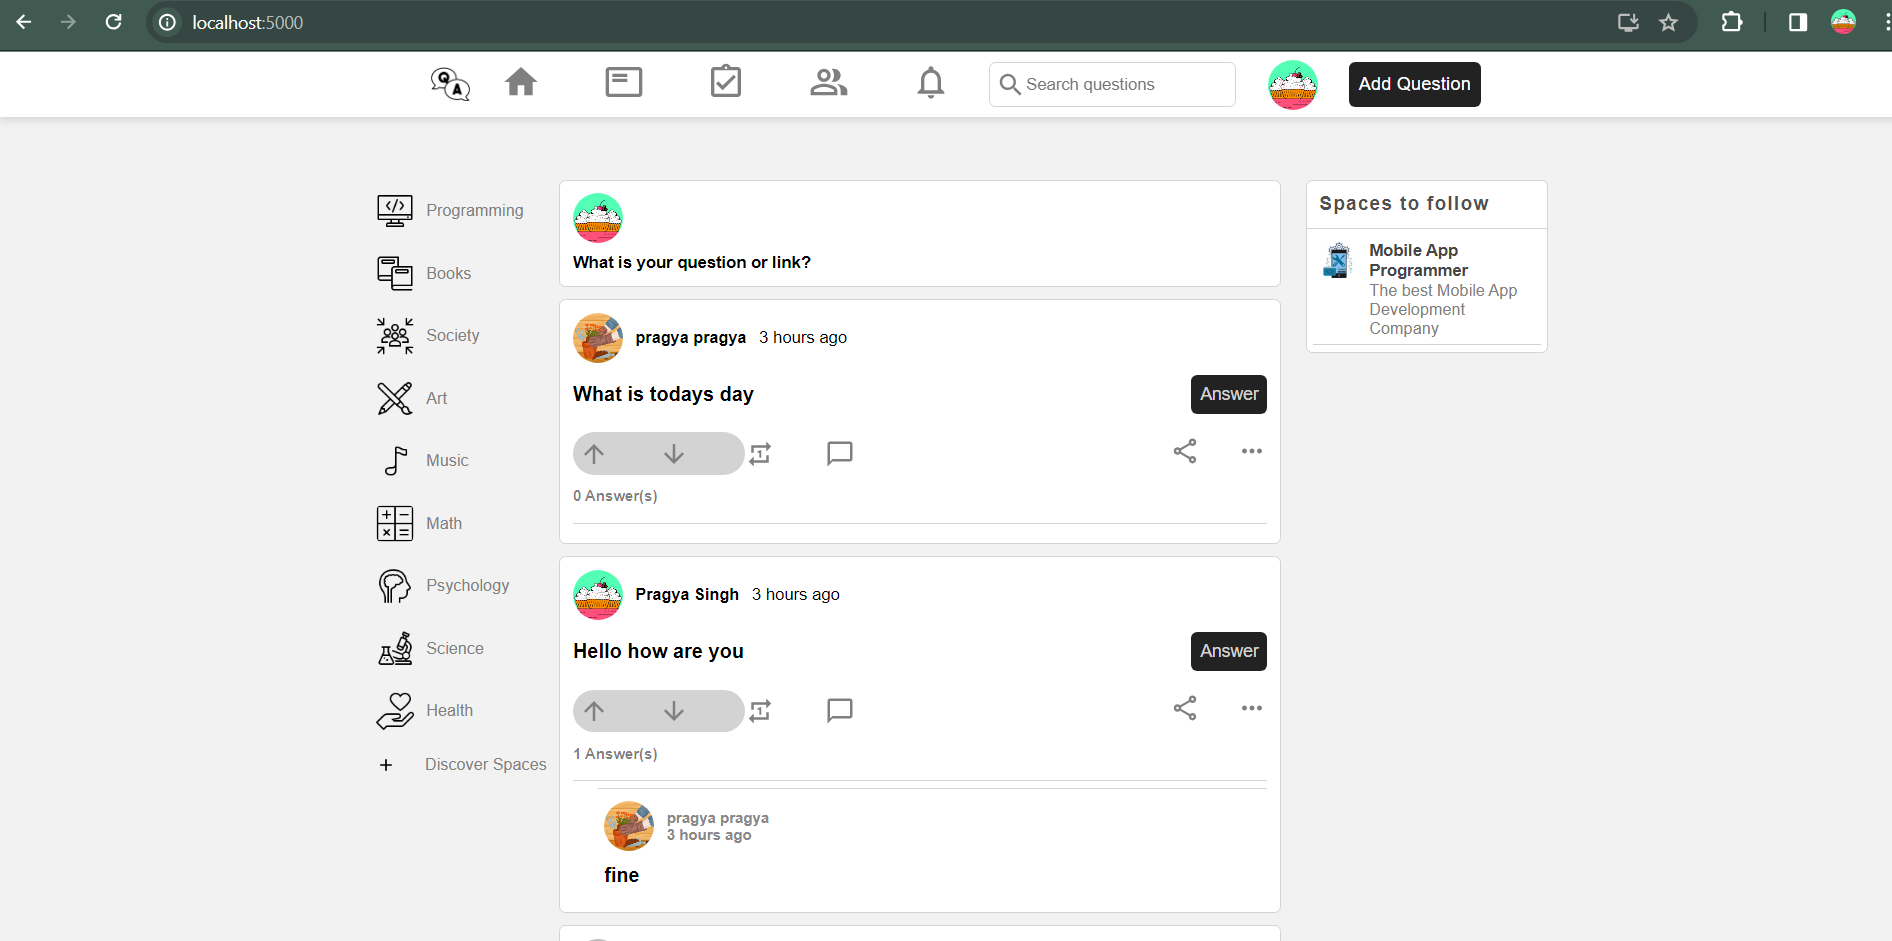 localhost:5000
Q
A
Search questions
Add Question
Programming
Books
Society
Art
Music
Math
Psychology
Science
Health
Discover Spaces
What is your question or link?
pragya pragya 3 hours ago
What is todays day
Answer
1
0 Answer(s)
Pragya Singh 3 hours ago
Hello how are you
Answer
1
1 Answer(s)
pragya pragya
3 hours ago
fine
Spaces to follow
Mobile App
Programmer
The best Mobile App
Development
Company